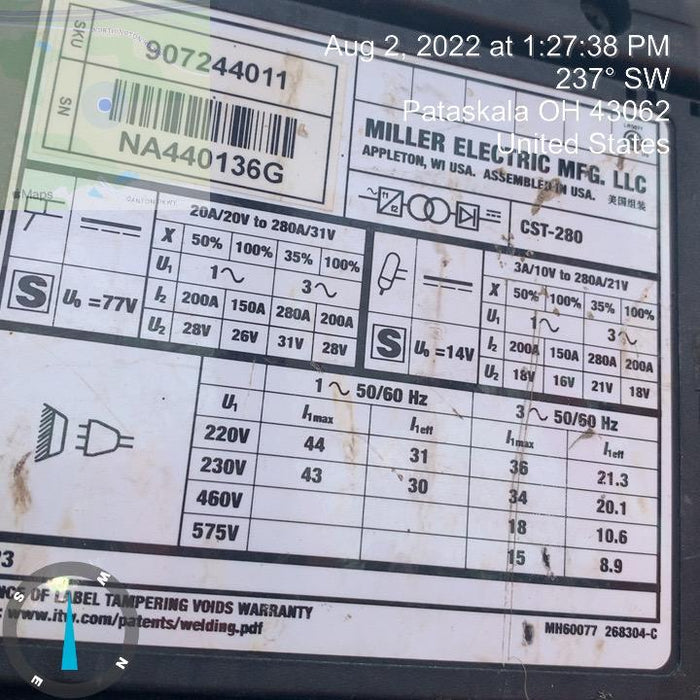 Aug 2, 2022 at 1:27:38 PM
237° SW
Pataskala OH 43062
United States
SKU 907244011
SN
NA440136G
Maps
MILLER ELECTRIC MFG. LLC
APPLETON, WI USA. ASSEMBLED IN USA. 美国组装
CST-280
20A/20V to 280A/31V
X 50% 100% 35% 100%
U1 1~ 3~
I2 200A 150A 280A 200A
U2 28V 26V 31V 28V
S U0 =77V
3A/10V to 280A/21V
X 50% 100% 35% 100%
U1 1~ 3~
I2 200A 150A 280A 200A
U2 18V 16V 21V 18V
S U0 =14V
1~ 50/60 Hz 3~ 50/60 Hz
U1 I1max I1eff I1max I1eff
220V 44 31 36 21.3
230V 43 30 34 20.1
460V 18 10.6
575V 15 8.9
OF LABEL TAMPERING VOIDS WARRANTY
www.itw.com/patents/welding.pdf
MH60077 268304-C
S W N E